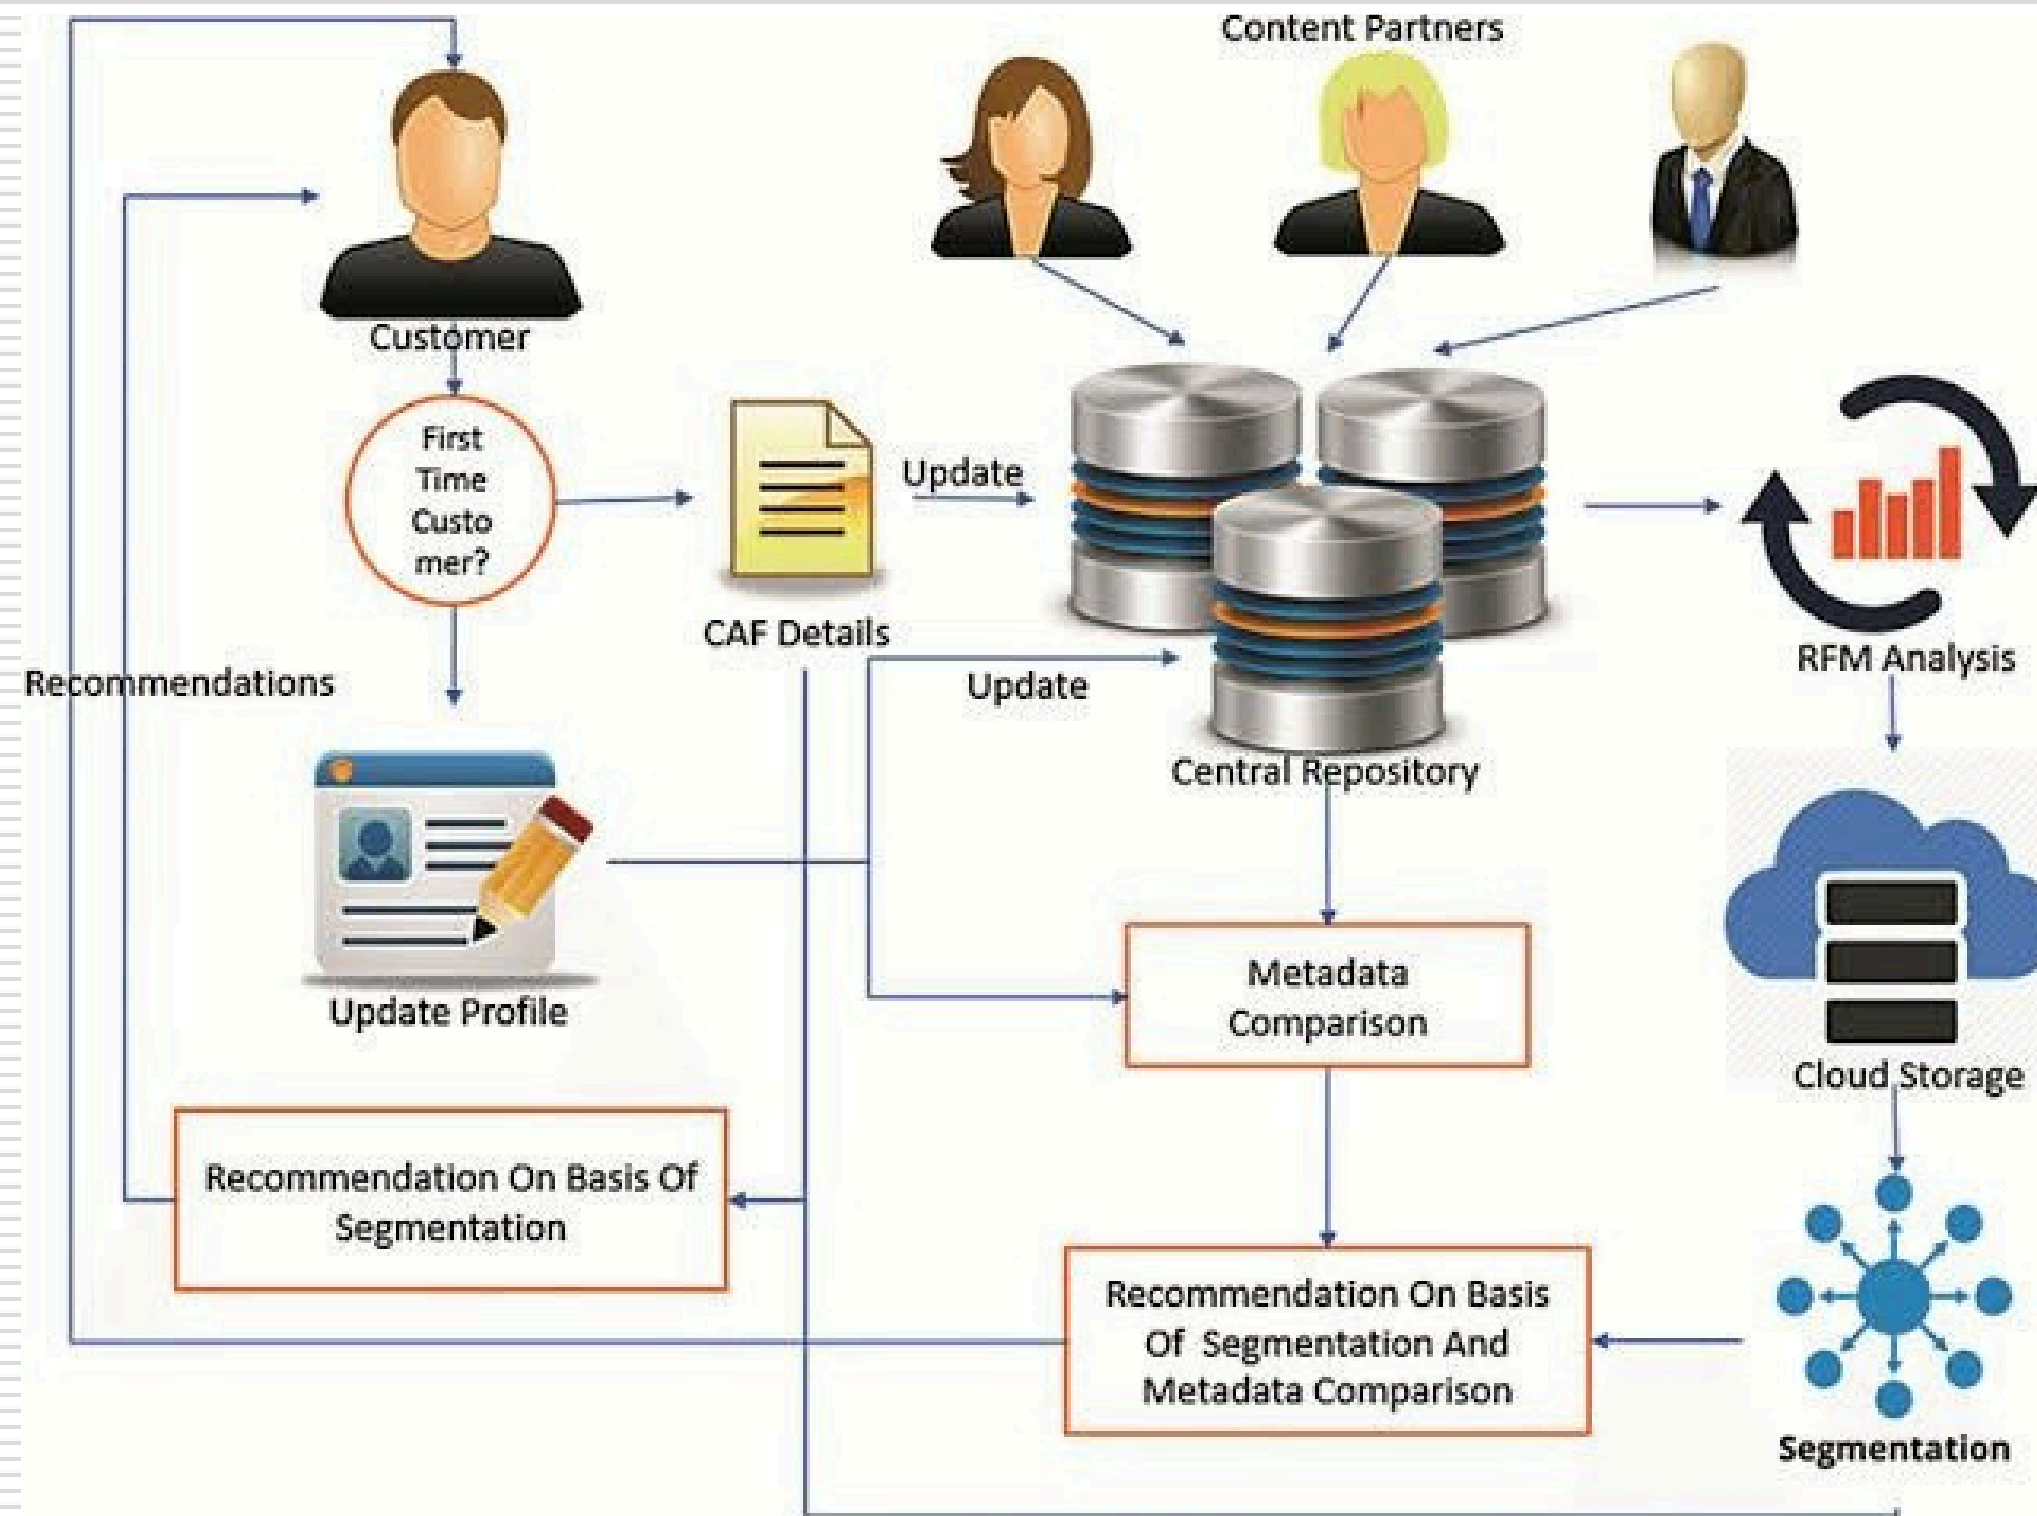 Content Partners
Customer
First
Time
Custo
mer?
Update
CAF Details
RFM Analysis
Recommendations
Update
Central Repository
Metadata
Comparison
Update Profile
Cloud Storage
Recommendation On Basis Of
Segmentation
Recommendation On Basis
Of Segmentation And
Metadata Comparison
Segmentation